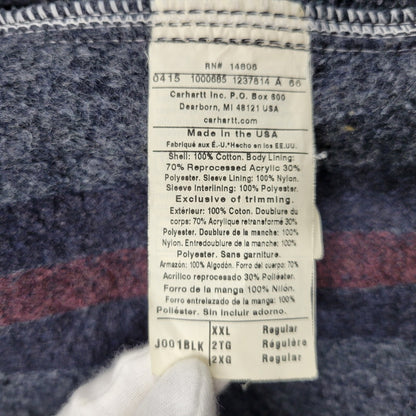 RN# 14806
0415 1000685 1237814 A 66
Carhartt Inc. P.O. Box 600
Dearborn, MI 48121 USA
carhartt.com
Made in the USA
Fabriqué aux É.-U.*Hecho en los EE.UU.
Shell: 100% Cotton. Body Lining:
70% Reprocessed Acrylic 30%
Polyester. Sleeve Lining: 100% Nylon.
Sleeve Interlining: 100% Polyester.
Exclusive of trimming.
Extérieur: 100% Coton. Doublure du
corps: 70% Acrylique retransformé 30%
Polyester. Doublure de la manche: 100%
Nylon. Entredoublure de la manche: 100%
Polyester. Sans garniture.
Armazón: 100% Algodón. Forro del cuerpo: 70%
Acrílico reprocesado 30% Poliéster.
Forro de la manga 100% Nilon.
Forro entrelazado de la manga: 100%
Poliéster. Sin incluir adorno.
XXL Regular
J001BLK 2TG Régulière
2XG Regular